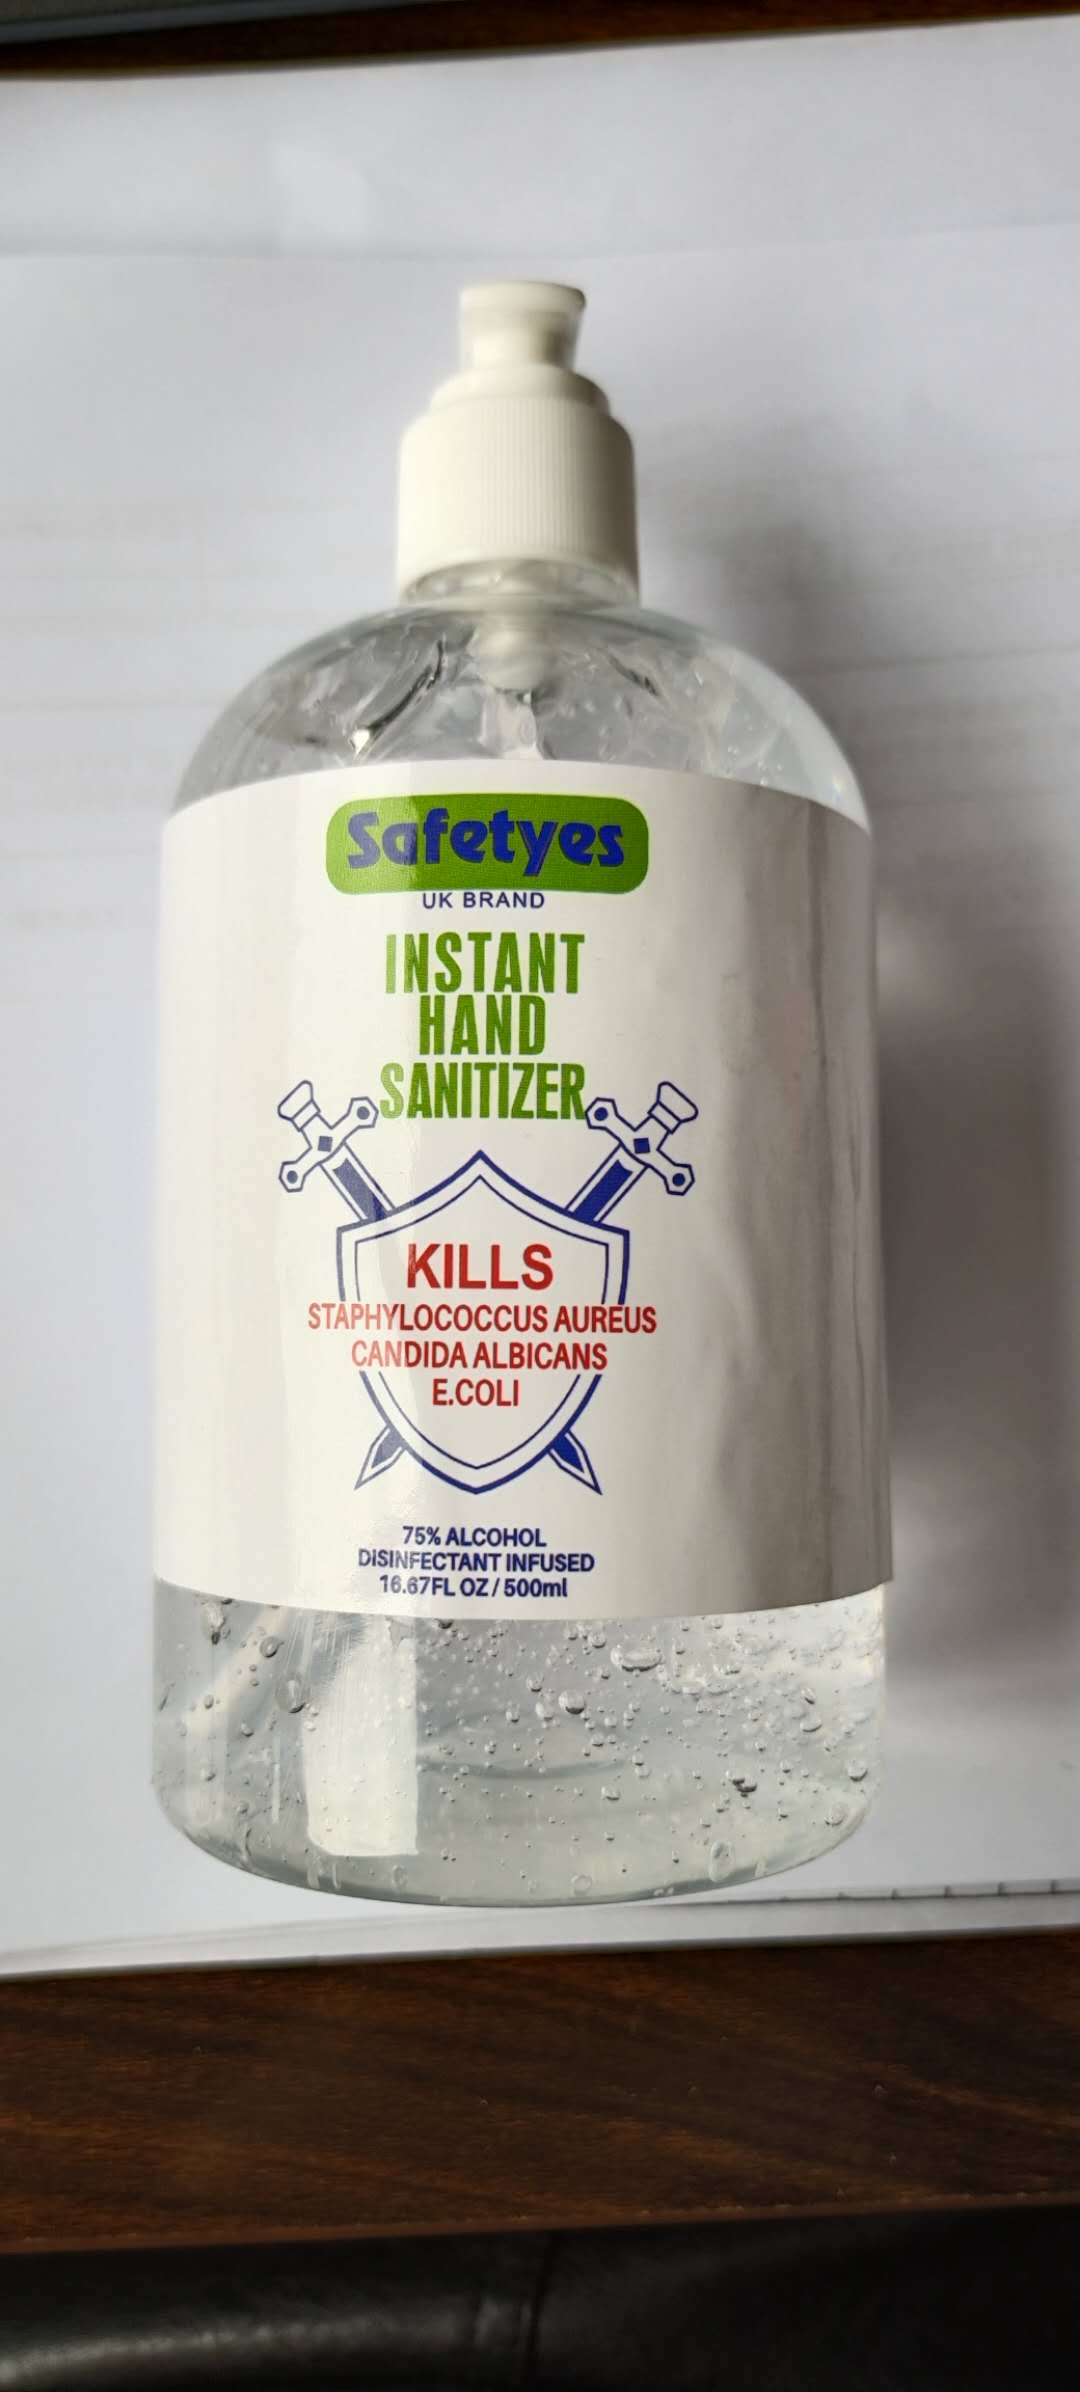 Safetyes
UK BRAND
INSTANT
HAND
SANITIZER
KILLS
STAPHYLOCOCCUS AUREUS
CANDIDA ALBICANS
E.COLI
75% ALCOHOL
DISINFECTANT INFUSED
16.67FL OZ / 500ml